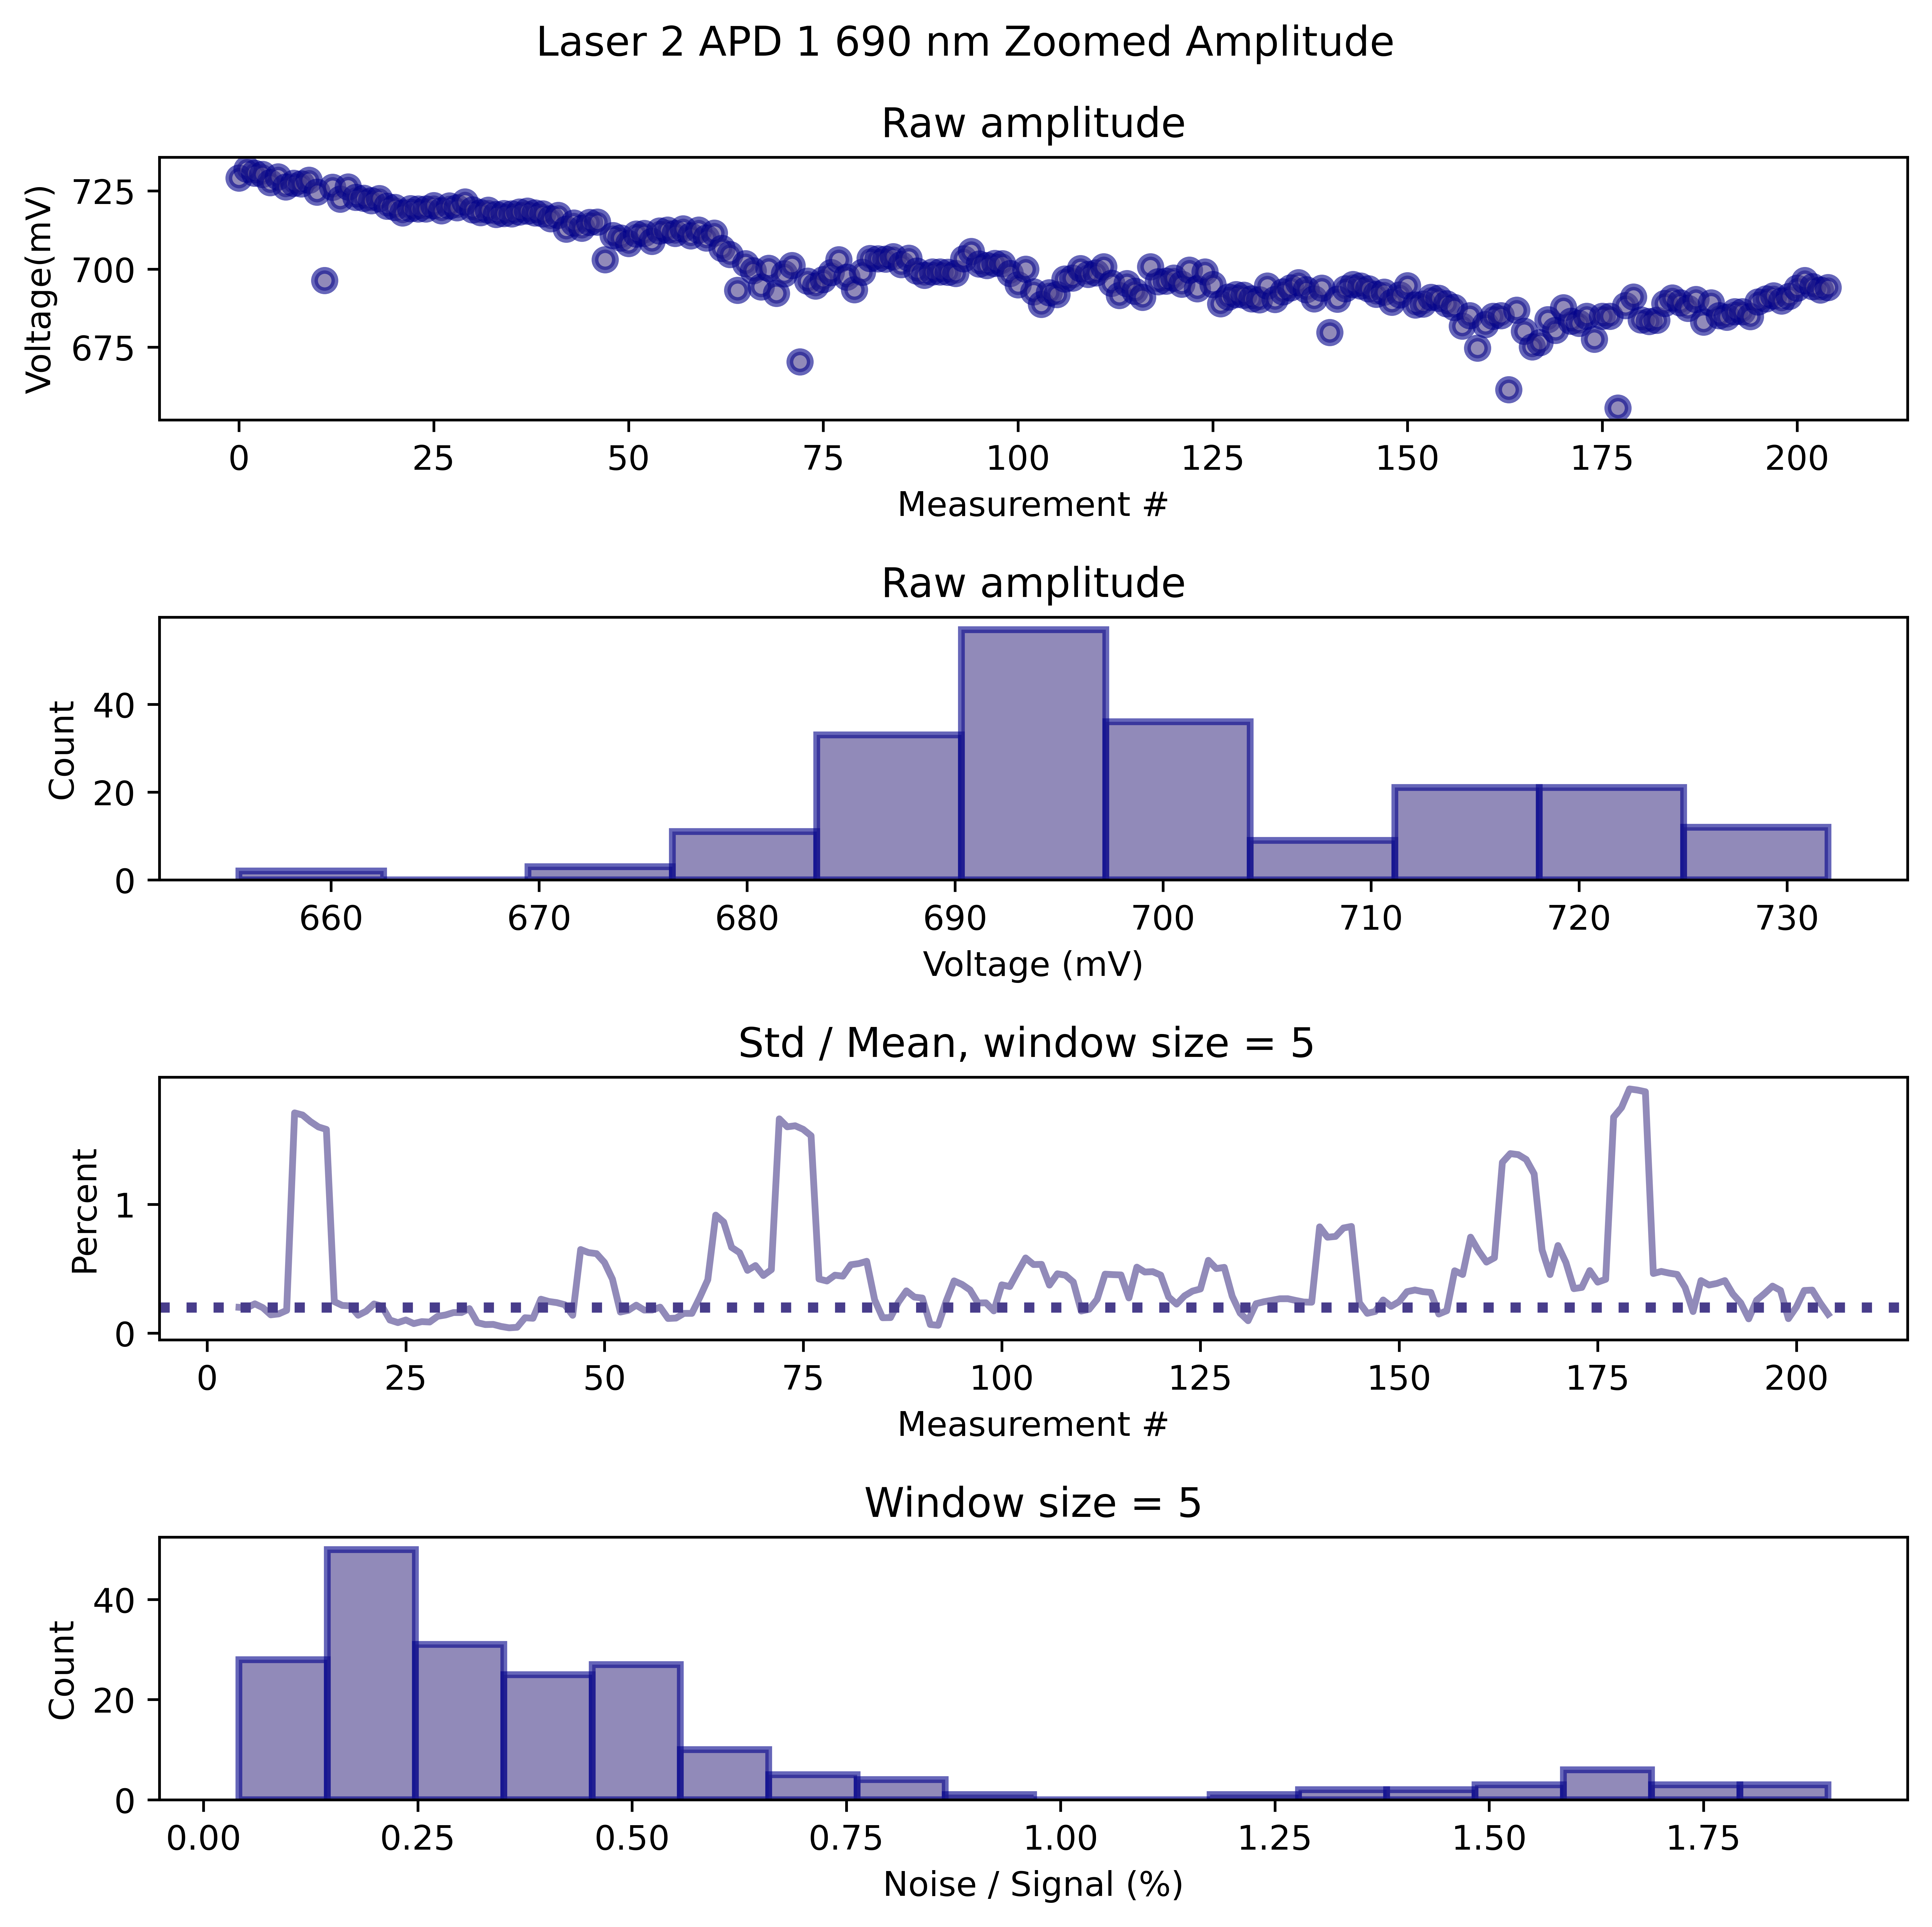 Laser 2 APD 1 690 nm Zoomed Amplitude
Raw amplitude
Voltage(mV)
725
700
675
0 25 50 75 100 125 150 175 200
Measurement #
Raw amplitude
Count
40
20
0
660 670 680 690 700 710 720 730
Voltage (mV)
Std / Mean, window size = 5
Percent
1
0
0 25 50 75 100 125 150 175 200
Measurement #
Window size = 5
Count
40
20
0
0.00 0.25 0.50 0.75 1.00 1.25 1.50 1.75
Noise / Signal (%)